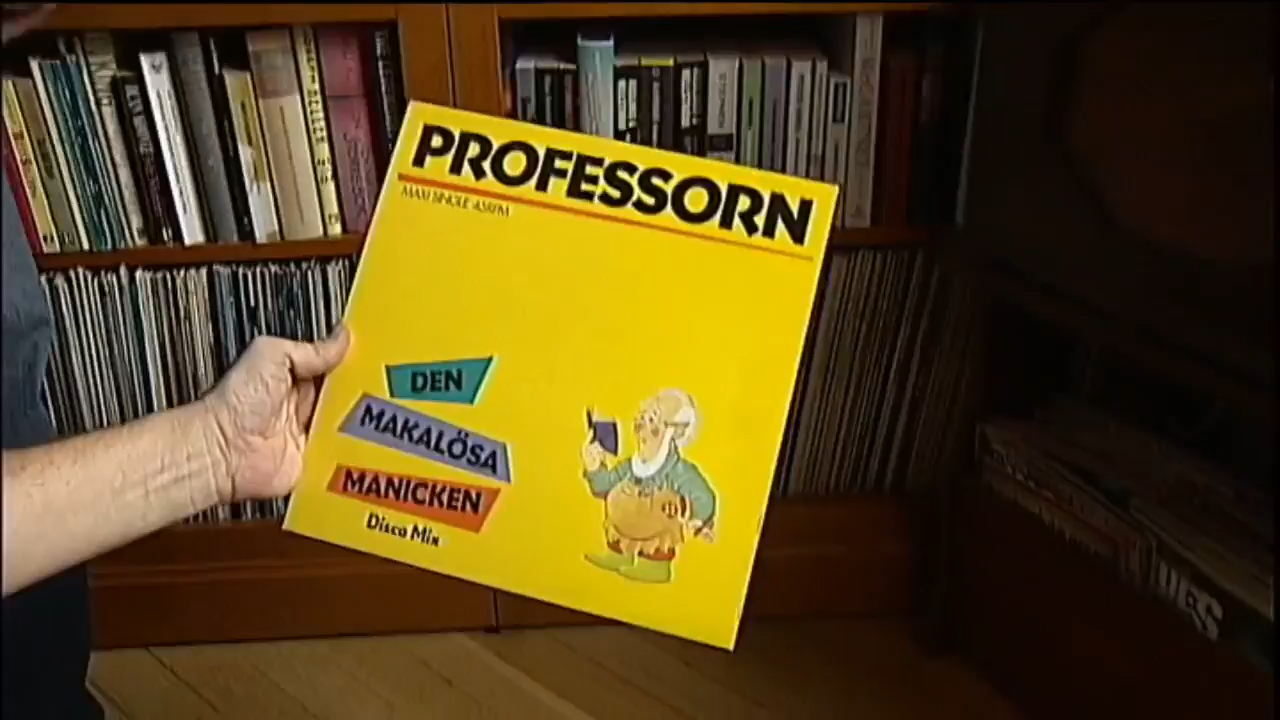 PROFESSORN
MAXI SINGLE 45RPM
DEN
MAKALÖSA
MANICKEN
Disco Mix